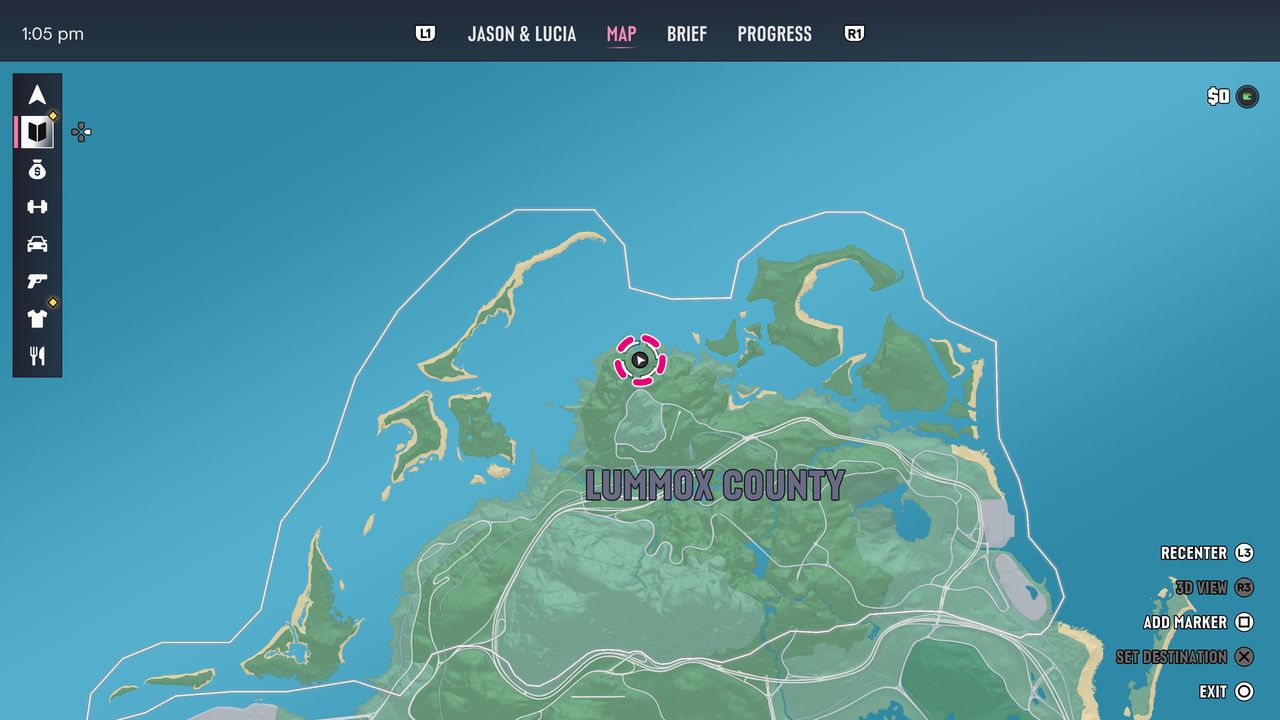 1:05 pm
L1
JASON & LUCIA
MAP
BRIEF
PROGRESS
R1
$0
LUMMOX COUNTY
RECENTER L3
3D VIEW R3
ADD MARKER
SET DESTINATION
EXIT